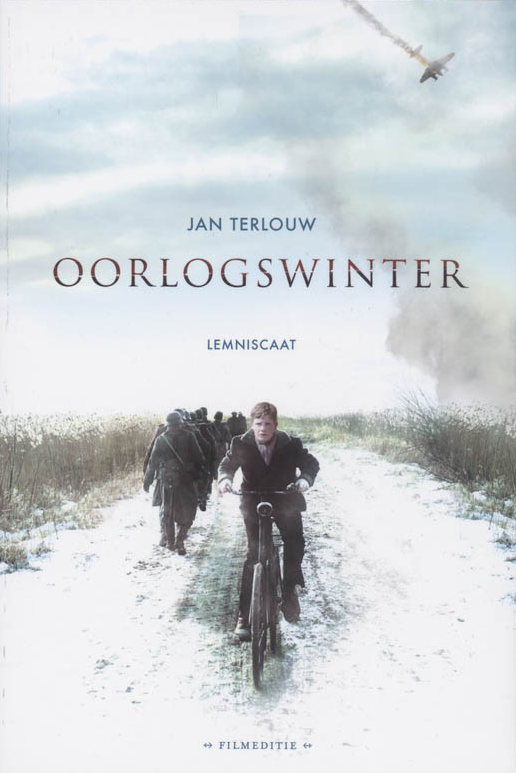 JAN TERLOUW
OORLOGSWINTER
LEMNISCAAT
↔ FILMEDITIE ↔